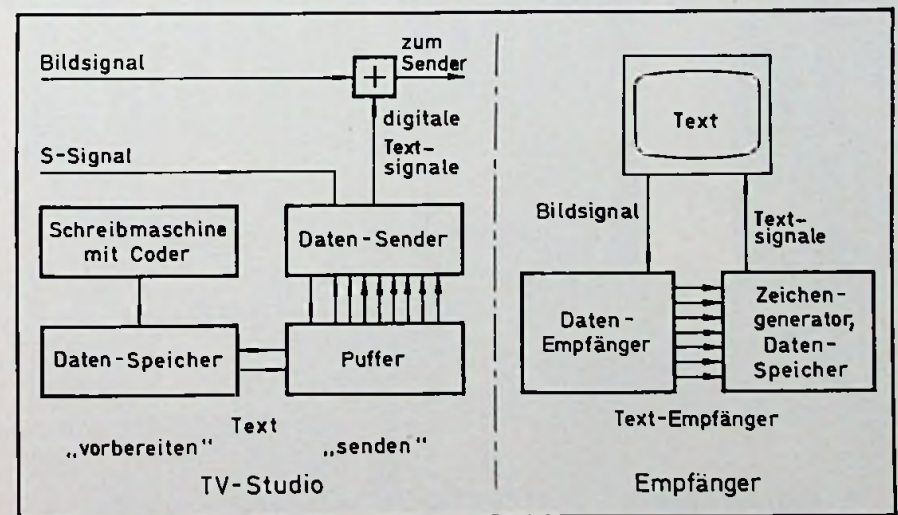 Bildsignal
zum
Sender
+
digitale
Text-
signale
S-Signal
Schreibmaschine
mit Coder
Daten-Sender
Daten-Speicher
Puffer
Text
„vorbereiten“
„senden“
TV-Studio
Text
Bildsignal
Text-
signale
Daten-
Empfänger
Zeichen-
generator,
Daten-
Speicher
Text-Empfänger
Empfänger